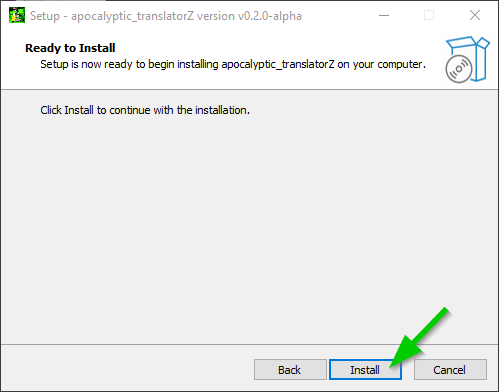 Setup - apocalyptic_translatorZ version v0.2.0-alpha
Ready to Install
Setup is now ready to begin installing apocalyptic_translatorZ on your computer.
Click Install to continue with the installation.
Back
Install
Cancel